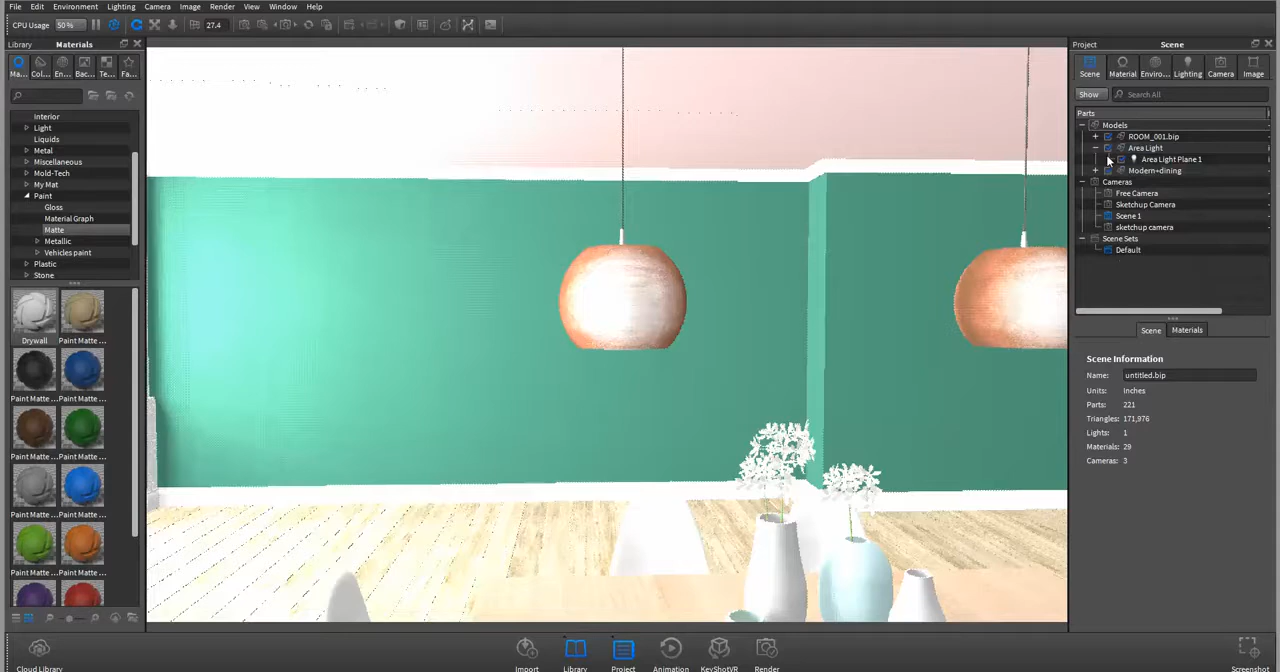 File Edit Environment Lighting Camera Image Render View Window Help
CPU Usage 50% 27.4
Library Materials
Project Scene
Ma... Col... En... Bac... Te... Fa...
Scene Material Enviro... Lighting Camera Image
Show Search All
Parts
Models
ROOM_001.bip
Area Light
Area Light Plane 1
Modern+dining
Cameras
Free Camera
Sketchup Camera
Scene 1
sketchup camera
Scene Sets
Default
Interior
Light
Liquids
Metal
Miscellaneous
Mold-Tech
My Mat
Paint
Gloss
Material Graph
Matte
Metallic
Vehicles paint
Plastic
Stone
Drywall Paint Matte ...
Paint Matte ... Paint Matte ...
Paint Matte ... Paint Matte ...
Paint Matte ... Paint Matte ...
Paint Matte ... Paint Matte ...
Scene Materials
Scene Information
Name: untitled.bip
Units: Inches
Parts: 221
Triangles: 171,976
Lights: 1
Materials: 29
Cameras: 3
Cloud Library Import Library Project Animation KeyShotVR Render Screenshot